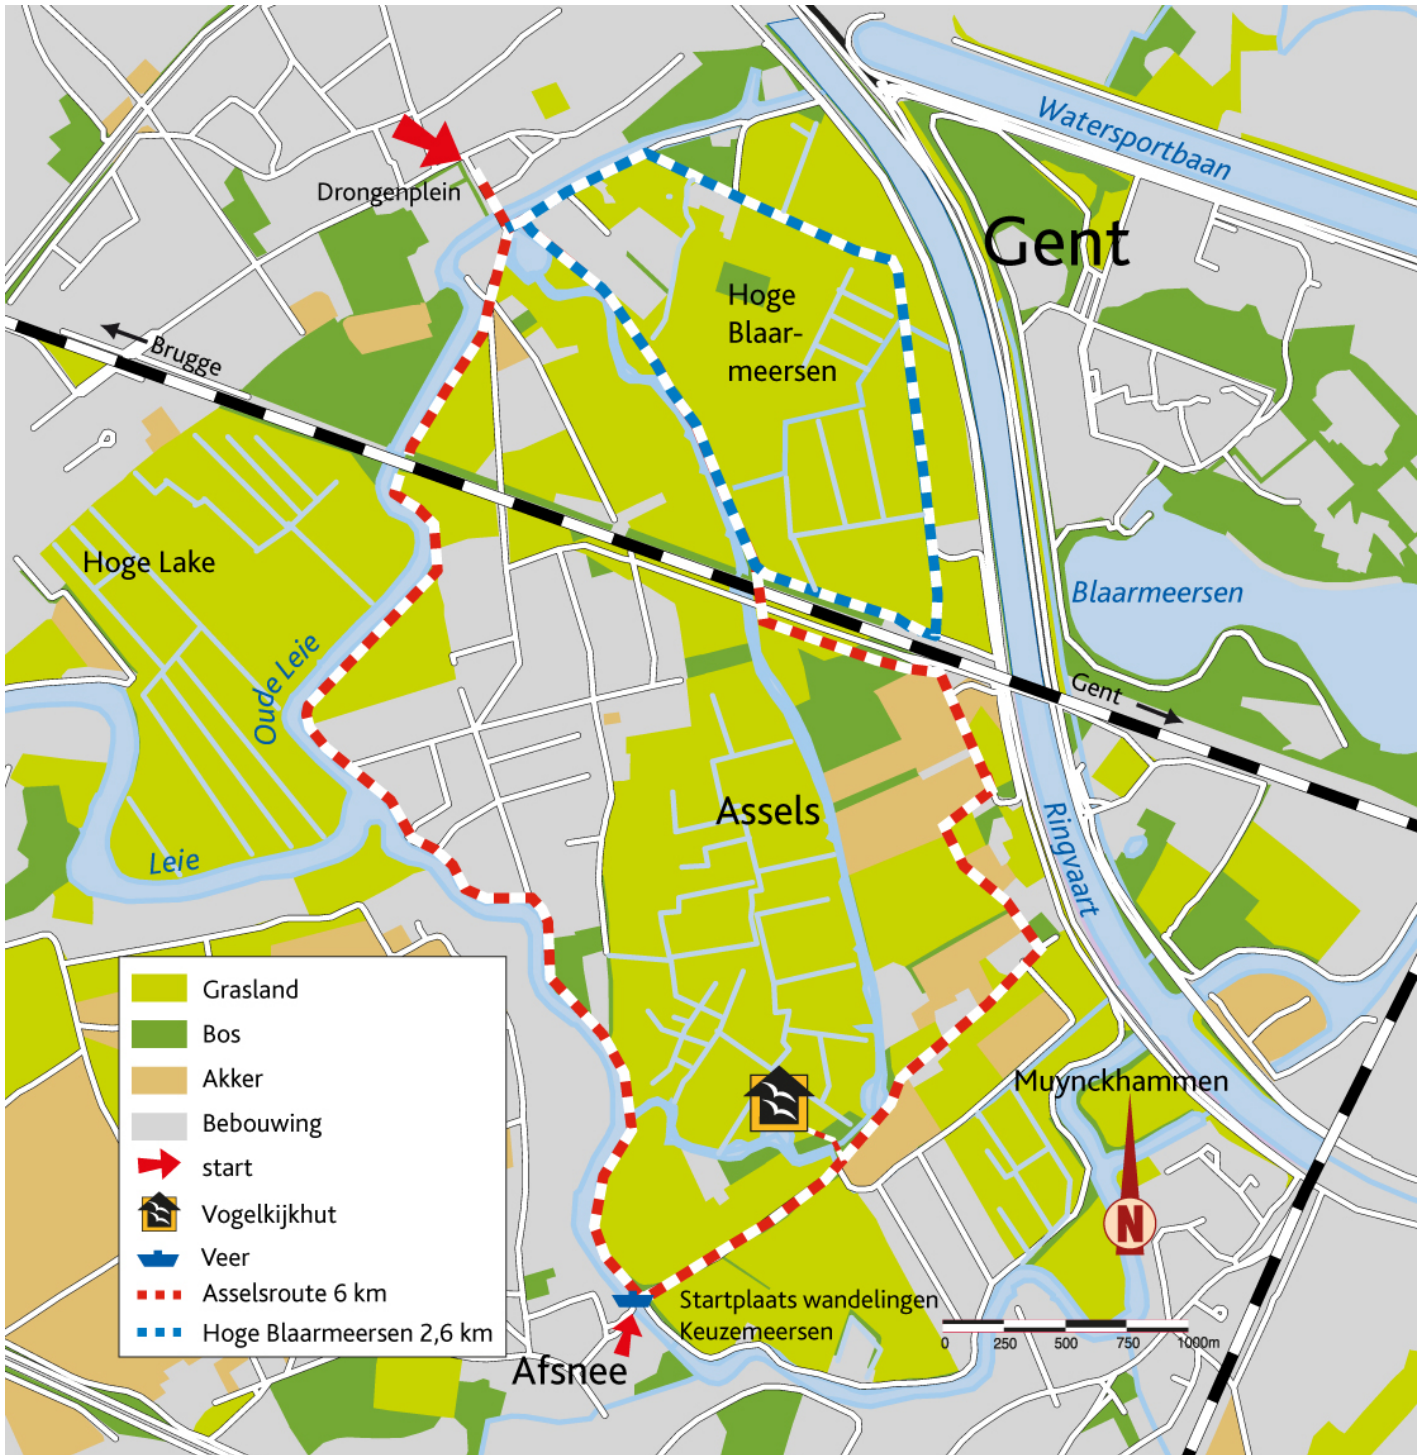 Watersportbaan
Drongenplein
Gent
Hoge
Blaar-
meersen
Brugge
Hoge Lake
Blaarmeersen
Oude Leie
Gent
Assels
Ringvaart
Leie
Grasland
Bos
Akker
Bebouwing
start
Vogelkijkhut
Veer
Asselsroute 6 km
Hoge Blaarmeersen 2,6 km
Muynckhammen
N
Startplaats wandelingen
Keuzemeersen
0 250 500 750 1000m
Afsnee